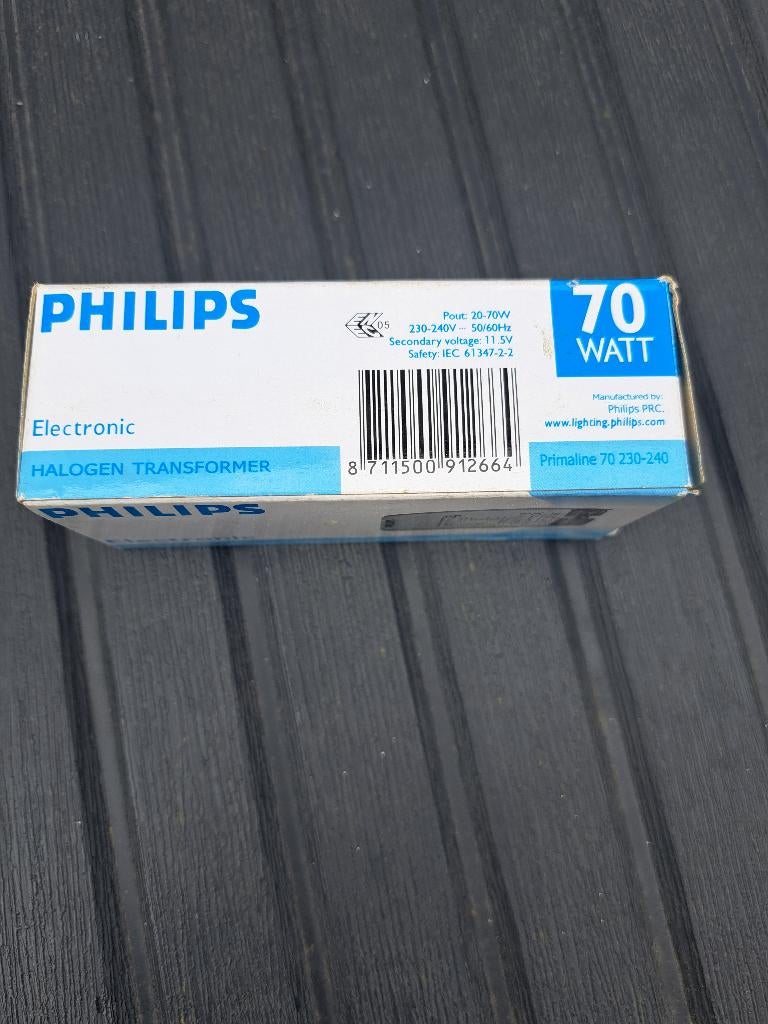 PHILIPS
05
Pout: 20-70W
230-240V ~ 50/60Hz
Secondary voltage: 11.5V
Safety: IEC 61347-2-2
70
WATT
Manufactured by:
Philips PRC.
www.lighting.philips.com
Electronic
HALOGEN TRANSFORMER
8 711500 912664
Primaline 70 230-240
PHILIPS
Electronic